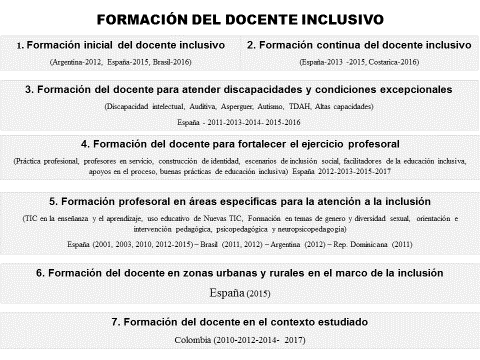 FORMACIÓN DEL DOCENTE INCLUSIVO
1. Formación inicial del docente inclusivo
(Argentina-2012, España-2015, Brasil-2016)
2. Formación continua del docente inclusivo
(España-2013 -2015, Costarica-2016)
3. Formación del docente para atender discapacidades y condiciones excepcionales
(Discapacidad intelectual, Auditiva, Asperguer, Autismo, TDAH, Altas capacidades)
España - 2011-2013-2014- 2015-2016
4. Formación del docente para fortalecer el ejercicio profesoral
(Práctica profesional, profesores en servicio, construcción de identidad, escenarios de inclusión social, facilitadores de la educación inclusiva,
apoyos en el proceso, buenas prácticas de educación inclusiva) España 2012-2013-2015-2017
5. Formación profesoral en áreas especificas para la atención a la inclusión
(TIC en la enseñanza y el aprendizaje, uso educativo de Nuevas TIC, Formación en temas de genero y diversidad sexual, orientación e
intervención pedagógica, psicopedagógica y neuropsicopedagogía)
España (2001, 2003, 2010, 2012-2015) – Brasil (2011, 2012) – Argentina (2012) – Rep. Dominicana (2011)
6. Formación del docente en zonas urbanas y rurales en el marco de la inclusión
España (2015)
7. Formación del docente en el contexto estudiado
Colombia (2010-2012-2014- 2017)